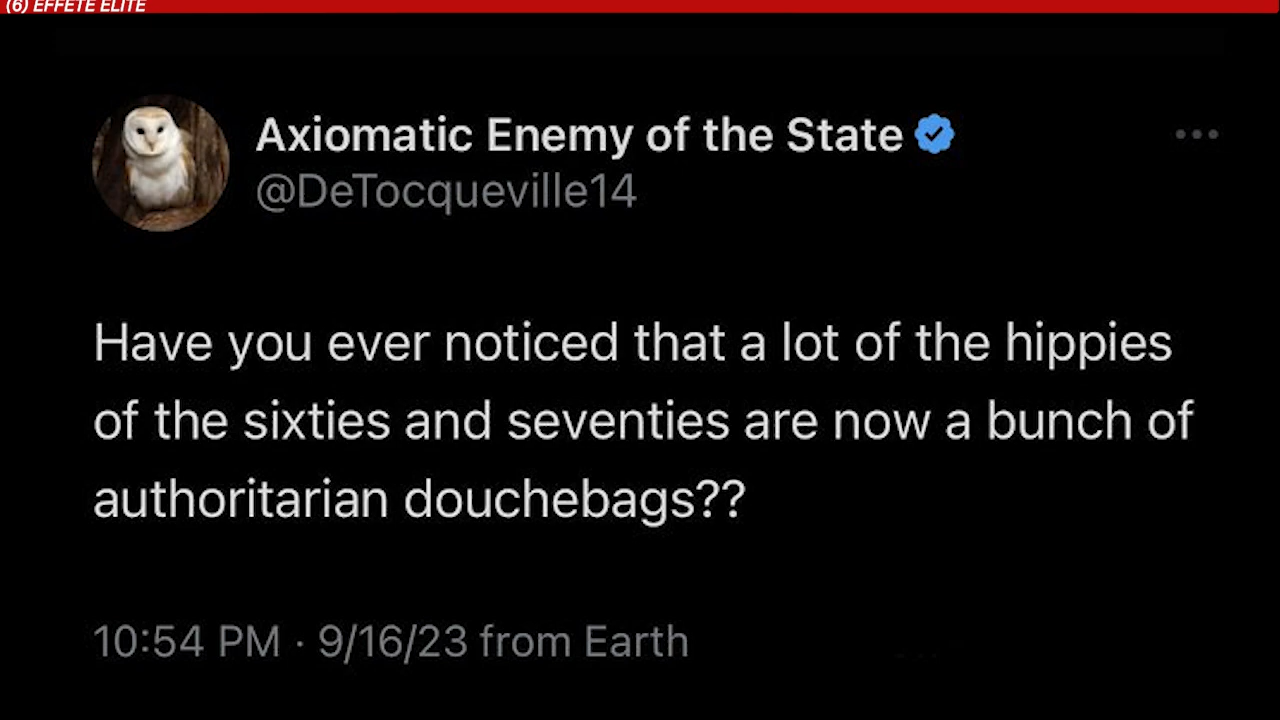 (6) EFFETE ELITE
Axiomatic Enemy of the State
@DeTocqueville14
Have you ever noticed that a lot of the hippies
of the sixties and seventies are now a bunch of
authoritarian douchebags??
10:54 PM · 9/16/23 from Earth